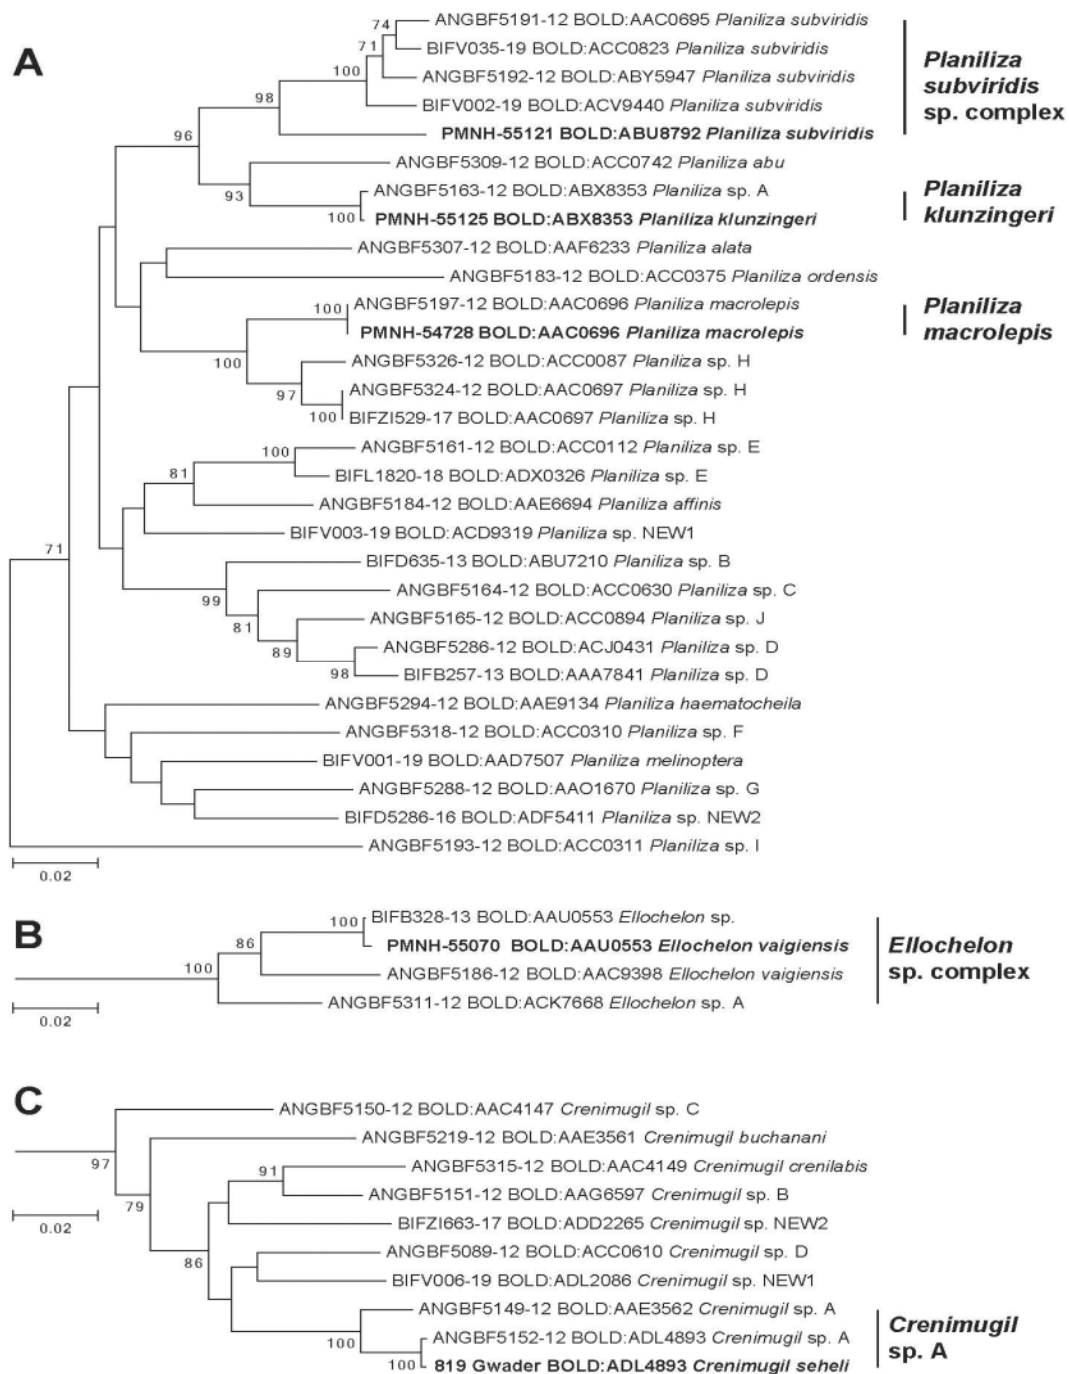 A
74
ANGBF5191-12 BOLD:AAC0695 Planiliza subviridis
71
BIFV035-19 BOLD:ACC0823 Planiliza subviridis
100
ANGBF5192-12 BOLD:ABY5947 Planiliza subviridis
98
BIFV002-19 BOLD:ACV9440 Planiliza subviridis
96
PMNH-55121 BOLD:ABU8792 Planiliza subviridis
Planiliza
subviridis
sp. complex
ANGBF5309-12 BOLD:ACC0742 Planiliza abu
93
ANGBF5163-12 BOLD:ABX8353 Planiliza sp. A
100
PMNH-55125 BOLD:ABX8353 Planiliza klunzingeri
Planiliza
klunzingeri
ANGBF5307-12 BOLD:AAF6233 Planiliza alata
ANGBF5183-12 BOLD:ACC0375 Planiliza ordensis
ANGBF5197-12 BOLD:AAC0696 Planiliza macrolepis
100
PMNH-54728 BOLD:AAC0696 Planiliza macrolepis
Planiliza
macrolepis
100
ANGBF5326-12 BOLD:ACC0087 Planiliza sp. H
97
ANGBF5324-12 BOLD:AAC0697 Planiliza sp. H
100
BIFZI529-17 BOLD:AAC0697 Planiliza sp. H
100
ANGBF5161-12 BOLD:ACC0112 Planiliza sp. E
81
BIFL1820-18 BOLD:ADX0326 Planiliza sp. E
ANGBF5184-12 BOLD:AAE6694 Planiliza affinis
BIFV003-19 BOLD:ACD9319 Planiliza sp. NEW1
71
BIFD635-13 BOLD:ABU7210 Planiliza sp. B
99
ANGBF5164-12 BOLD:ACC0630 Planiliza sp. C
81
ANGBF5165-12 BOLD:ACC0894 Planiliza sp. J
89
ANGBF5286-12 BOLD:ACJ0431 Planiliza sp. D
98
BIFB257-13 BOLD:AAA7841 Planiliza sp. D
ANGBF5294-12 BOLD:AAE9134 Planiliza haematocheila
ANGBF5318-12 BOLD:ACC0310 Planiliza sp. F
BIFV001-19 BOLD:AAD7507 Planiliza melinoptera
ANGBF5288-12 BOLD:AAO1670 Planiliza sp. G
BIFD5286-16 BOLD:ADF5411 Planiliza sp. NEW2
ANGBF5193-12 BOLD:ACC0311 Planiliza sp. I
0.02
B
100
BIFB328-13 BOLD:AAU0553 Ellochelon sp.
86
PMNH-55070 BOLD:AAU0553 Ellochelon vaigiensis
100
ANGBF5186-12 BOLD:AAC9398 Ellochelon vaigiensis
ANGBF5311-12 BOLD:ACK7668 Ellochelon sp. A
Ellochelon
sp. complex
0.02
C
ANGBF5150-12 BOLD:AAC4147 Crenimugil sp. C
97
ANGBF5219-12 BOLD:AAE3561 Crenimugil buchanani
91
ANGBF5315-12 BOLD:AAC4149 Crenimugil crenilabis
79
ANGBF5151-12 BOLD:AAG6597 Crenimugil sp. B
0.02
BIFZI663-17 BOLD:ADD2265 Crenimugil sp. NEW2
86
ANGBF5089-12 BOLD:ACC0610 Crenimugil sp. D
BIFV006-19 BOLD:ADL2086 Crenimugil sp. NEW1
ANGBF5149-12 BOLD:AAE3562 Crenimugil sp. A
100
ANGBF5152-12 BOLD:ADL4893 Crenimugil sp. A
100
819 Gwader BOLD:ADL4893 Crenimugil seheli
Crenimugil
sp. A